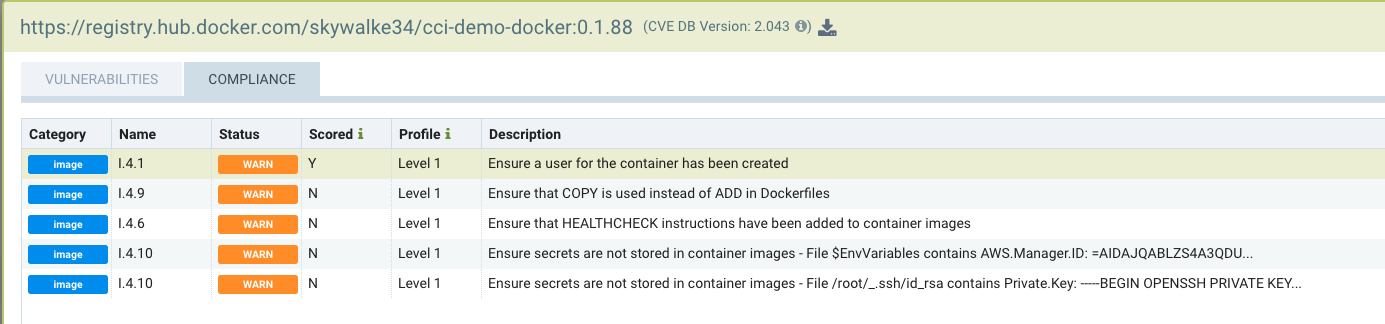 https://registry.hub.docker.com/skywalke34/cci-demo-docker:0.1.88 (CVE DB Version: 2.043 i)
VULNERABILITIES COMPLIANCE
Category Name Status Scored i Profile i Description
image I.4.1 WARN Y Level 1 Ensure a user for the container has been created
image I.4.9 WARN N Level 1 Ensure that COPY is used instead of ADD in Dockerfiles
image I.4.6 WARN N Level 1 Ensure that HEALTHCHECK instructions have been added to container images
image I.4.10 WARN N Level 1 Ensure secrets are not stored in container images - File $EnvVariables contains AWS.Manager.ID: =AIDAJQABLZS4A3QDU...
image I.4.10 WARN N Level 1 Ensure secrets are not stored in container images - File /root/_.ssh/id_rsa contains Private.Key: -----BEGIN OPENSSH PRIVATE KEY...